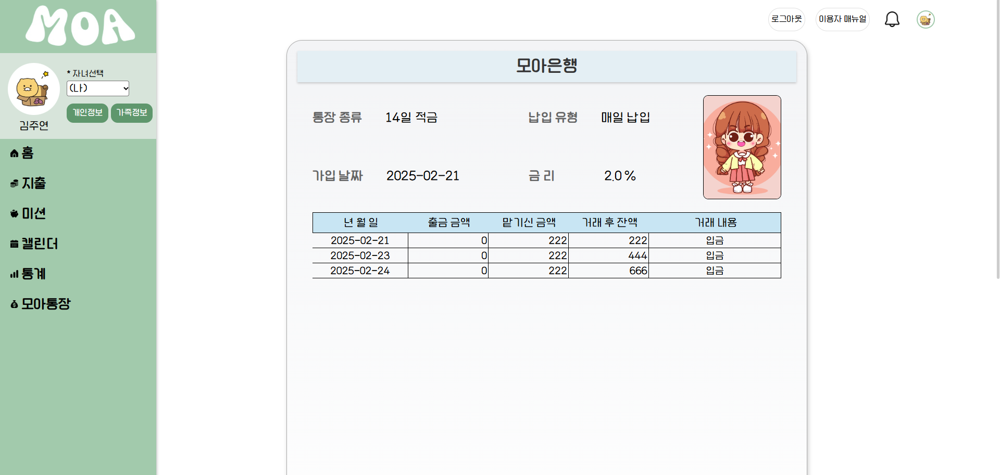 MOA
로그아웃 이용자 매뉴얼
* 자녀선택
(나)
개인정보 가족정보
김주연
홈
지출
미션
캘린더
통계
모아통장
모아은행
통장 종류 14일 적금 납입 유형 매일 납입
가입 날짜 2025-02-21 금 리 2.0 %
년 월 일 출금 금액 맡기신 금액 거래 후 잔액 거래 내용
2025-02-21 0 222 222 입금
2025-02-23 0 222 444 입금
2025-02-24 0 222 666 입금